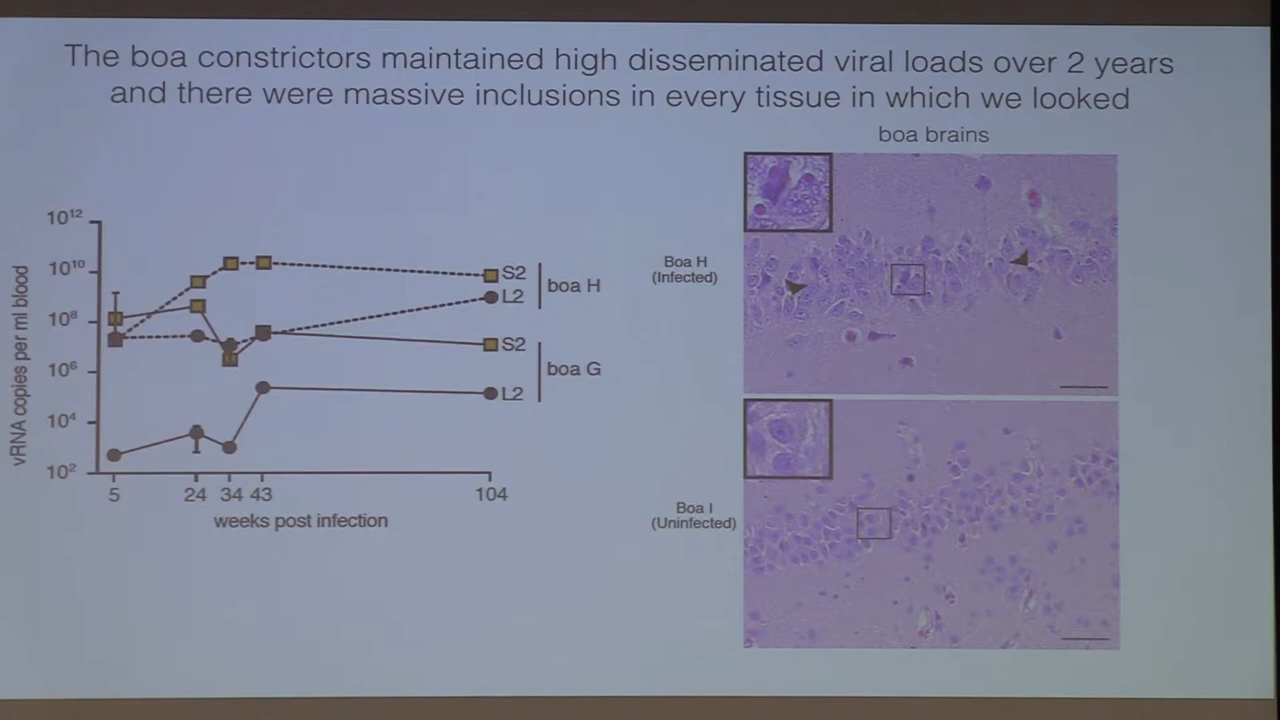 The boa constrictors maintained high disseminated viral loads over 2 years
and there were massive inclusions in every tissue in which we looked
boa brains
vRNA copies per ml blood
10¹²
10¹⁰
10⁸
10⁶
10⁴
10²
5 24 34 43 104
weeks post infection
S2
L2
boa H
S2
L2
boa G
Boa H
(Infected)
Boa I
(Uninfected)